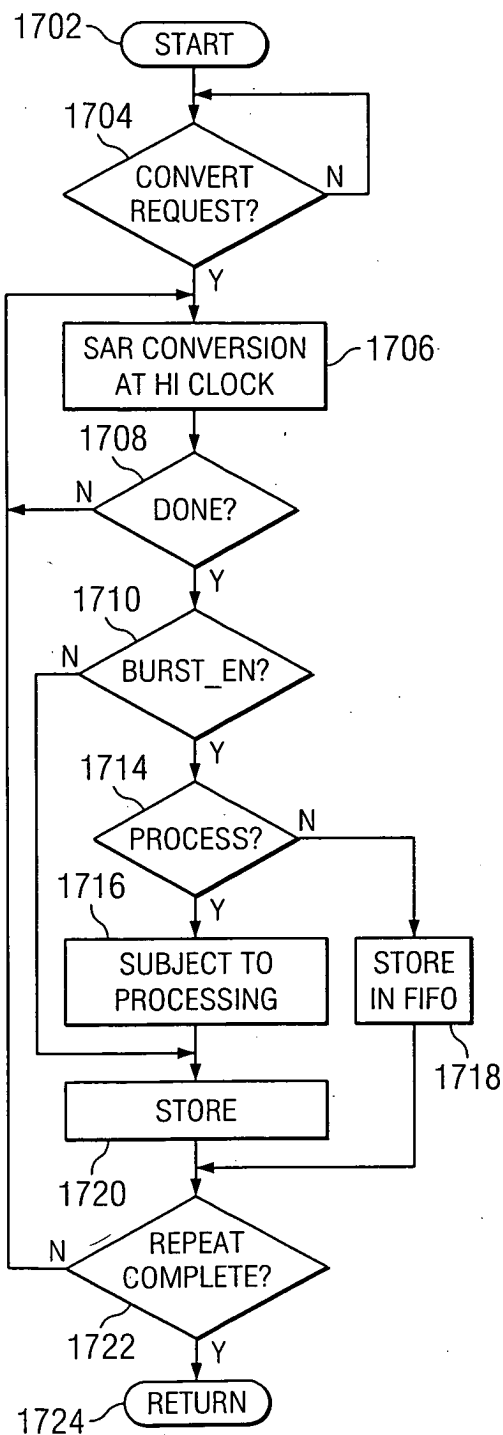 1702
START
1704
CONVERT
REQUEST?
N
Y
SAR CONVERSION
AT HI CLOCK
1706
1708
N
DONE?
Y
1710
N
BURST_EN?
Y
1714
PROCESS?
N
Y
1716
SUBJECT TO
PROCESSING
STORE
IN FIFO
1718
STORE
1720
N
REPEAT
COMPLETE?
1722
Y
RETURN
1724